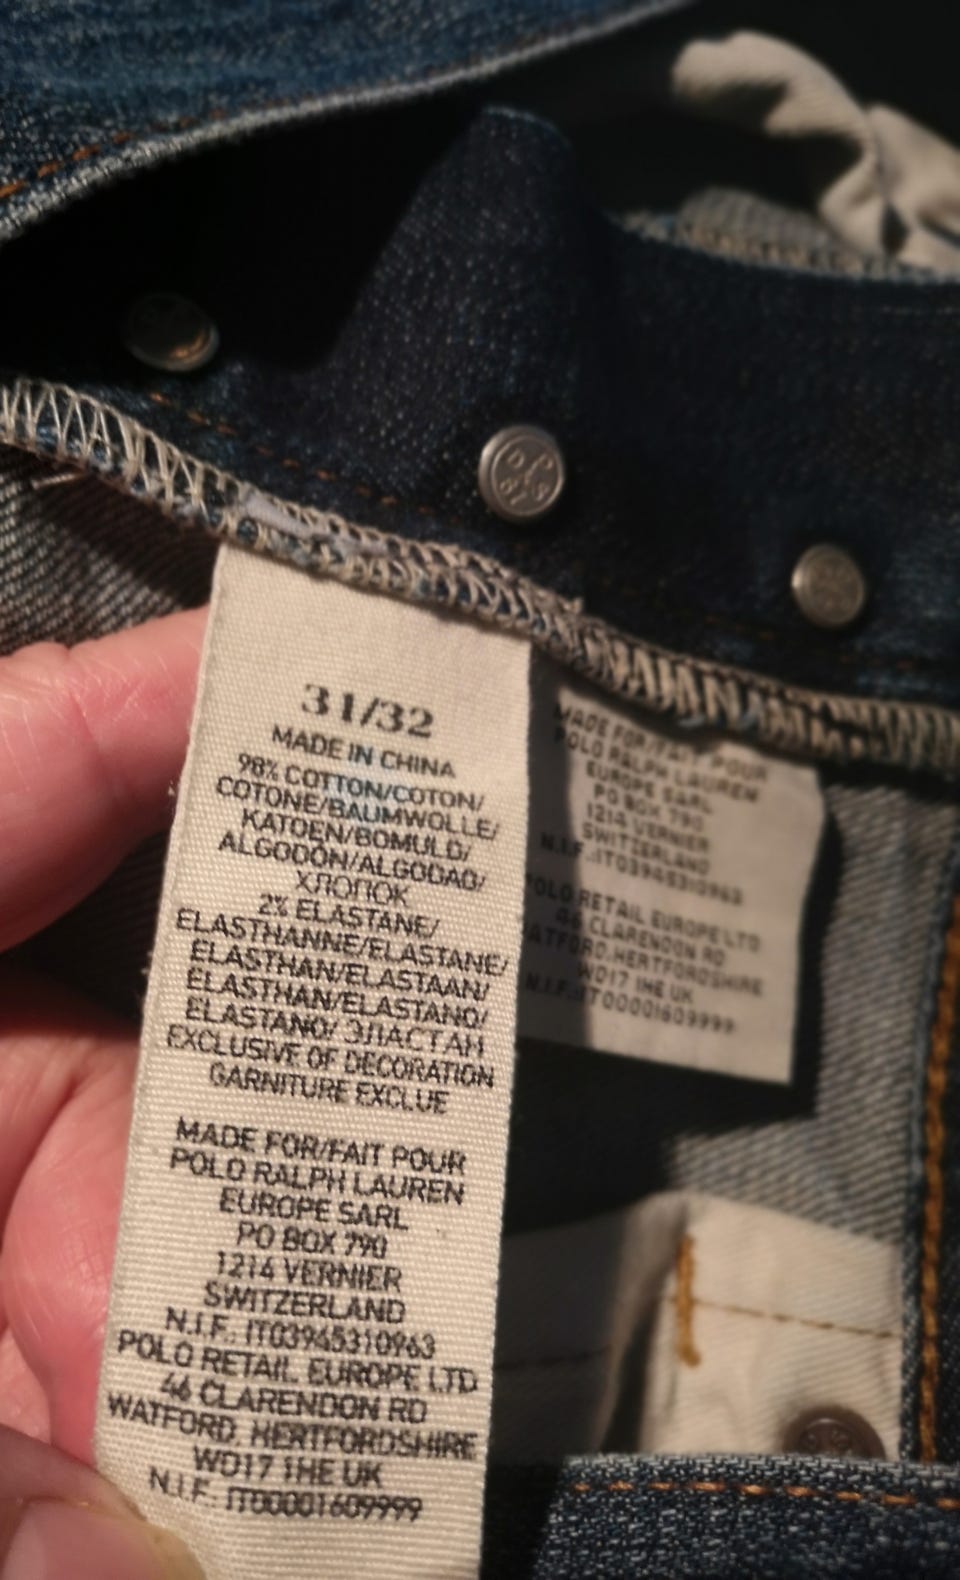 31/32
MADE IN CHINA
98% COTTON/COTON/
COTONE/BAUMWOLLE/
KATOEN/BOMULD/
ALGODÓN/ALGODAO/
ХЛОПОК
2% ELASTANE/
ELASTHANNE/ELASTANE/
ELASTHAN/ELASTAAN/
ELASTHAN/ELASTANO/
ELASTANO/ ЭЛАСТАН
EXCLUSIVE OF DECORATION
GARNITURE EXCLUE
MADE FOR/FAIT POUR
POLO RALPH LAUREN
EUROPE SARL
PO BOX 790
1214 VERNIER
SWITZERLAND
N.I.F.: IT03945310963
POLO RETAIL EUROPE LTD
46 CLARENDON RD
WATFORD, HERTFORDSHIRE
WD17 1HE UK
N.I.F.: IT00001609999
MADE FOR/FAIT POUR
POLO RALPH LAUREN
EUROPE SARL
PO BOX 790
1214 VERNIER
SWITZERLAND
N.I.F.:IT03945310963
POLO RETAIL EUROPE LTD
46 CLARENDON RD
WATFORD, HERTFORDSHIRE
WD17 1HE UK
N.I.F.:IT00001609999